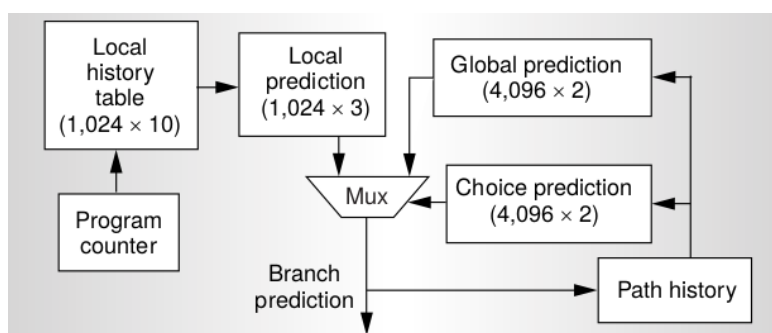 Local
history
table
(1,024 × 10)
Local
prediction
(1,024 × 3)
Global prediction
(4,096 × 2)
Program
counter
Mux
Choice prediction
(4,096 × 2)
Branch
prediction
Path history